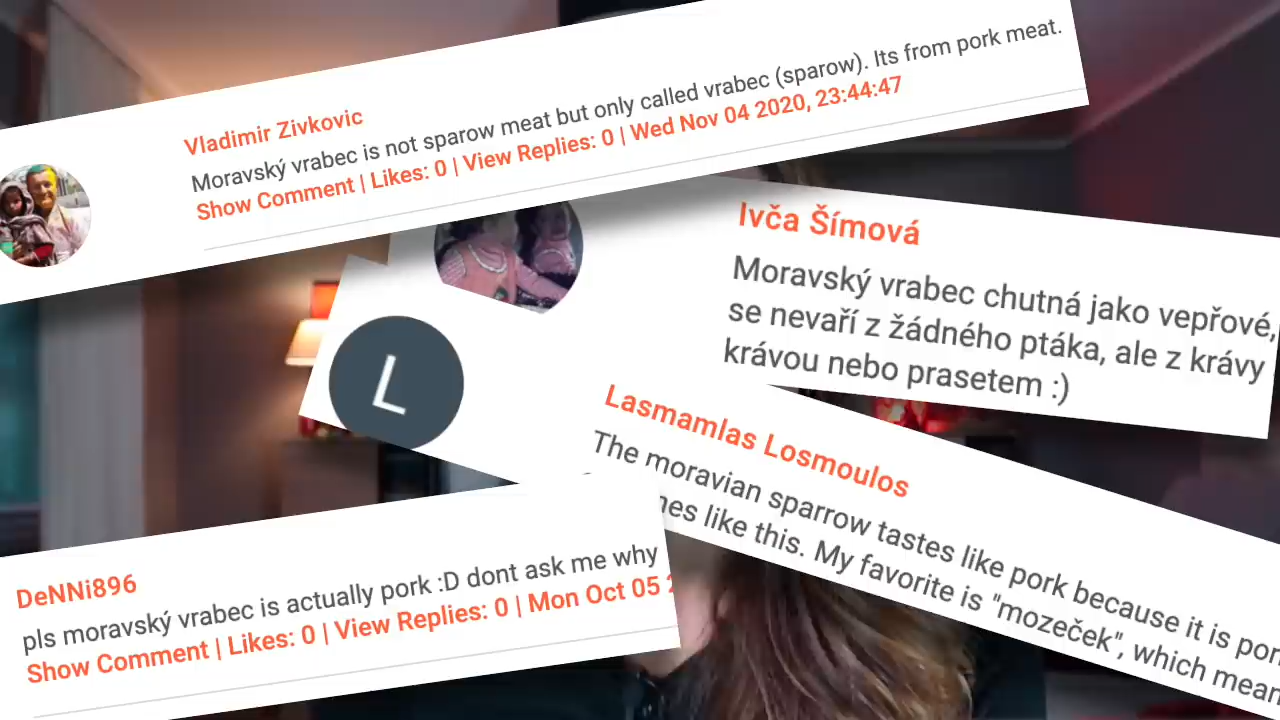 Vladimir Zivkovic
Moravský vrabec is not sparow meat but only called vrabec (sparow). Its from pork meat.
Show Comment | Likes: 0 | View Replies: 0 | Wed Nov 04 2020, 23:44:47
Ivča Šímová
Moravský vrabec chutná jako vepřové,
se nevaří z žádného ptáka, ale z krávy
krávou nebo prasetem :)
L
Lasmamlas Losmoulos
The moravian sparrow tastes like pork because it is
like this. My favorite is "mozeček", which
DeNNi896
pls moravský vrabec is actually pork :D dont ask me why
Show Comment | Likes: 0 | View Replies: 0 | Mon Oct 05